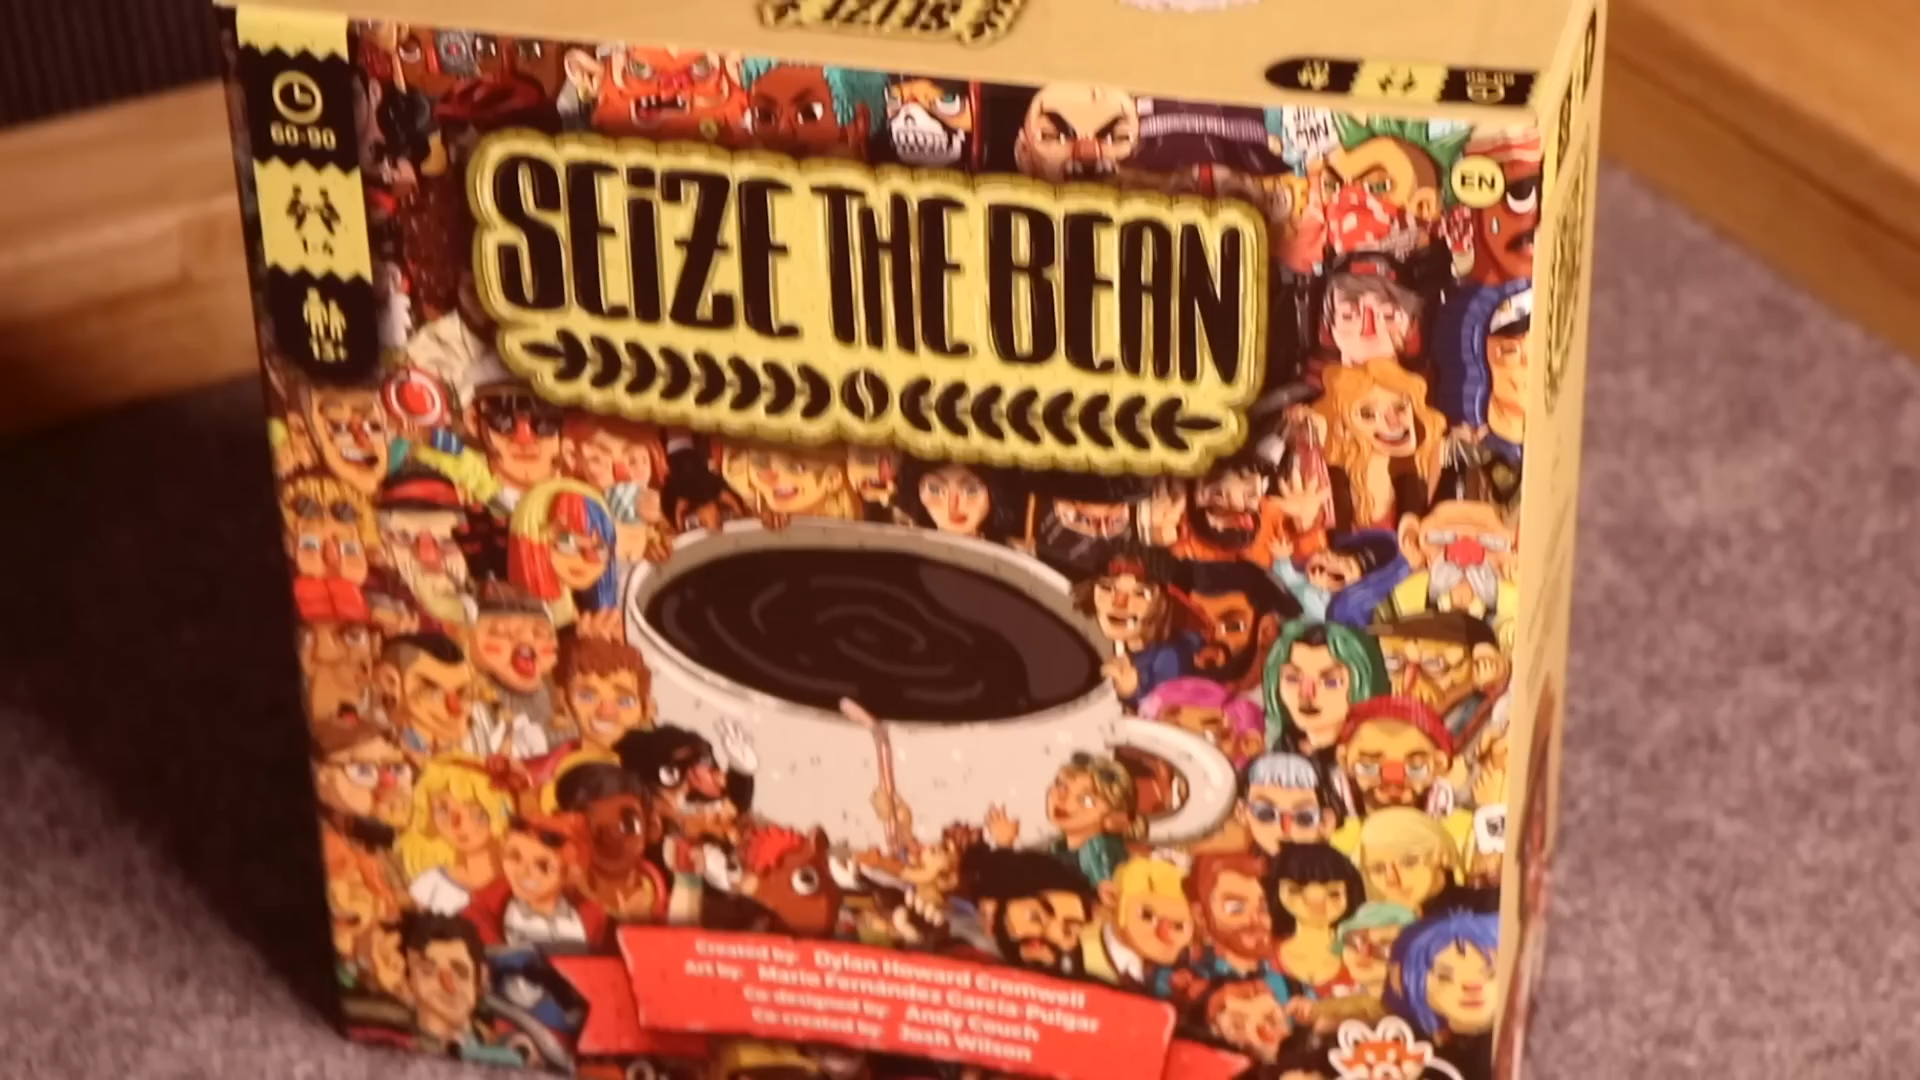 60-90
1-4
13+
SEiZE THE BEAN
EN
Created by: Dylan Howard Cromwell
Art by: Mario Fernández García-Pulgar
Co-designed by: Andy Couch
Co-created by: Josh Wilson